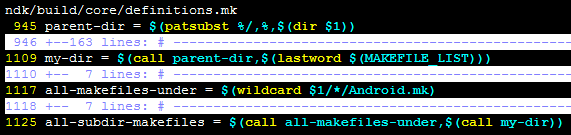 ndk/build/core/definitions.mk
945 parent-dir = $(patsubst %/,%,$(dir $1))
946 +--163 lines: # -----------------------------------------------------
1109 my-dir = $(call parent-dir,$(lastword $(MAKEFILE_LIST)))
1110 +-- 7 lines: # -----------------------------------------------------
1117 all-makefiles-under = $(wildcard $1/*/Android.mk)
1118 +-- 7 lines: # -----------------------------------------------------
1125 all-subdir-makefiles = $(call all-makefiles-under,$(call my-dir))